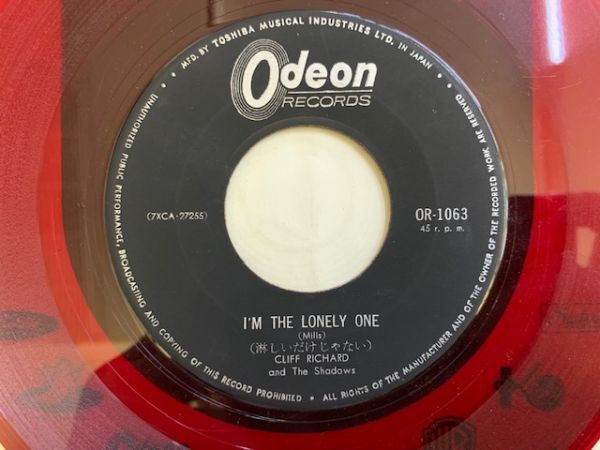 MFD. BY TOSHIBA MUSICAL INDUSTRIES LTD. IN JAPAN
Odeon
RECORDS
UNAUTHORIZED PUBLIC PERFORMANCE, BROADCASTING AND COPYING OF THIS RECORD PROHIBITED • ALL RIGHTS OF THE MANUFACTURER AND OF THE OWNER OF THE RECORDED WORK ARE RESERVED
(7XCA-27255)
OR-1063
45 r.p.m.
I'M THE LONELY ONE
(Mills)
(淋しいだけじゃない)
CLIFF RICHARD
and The Shadows